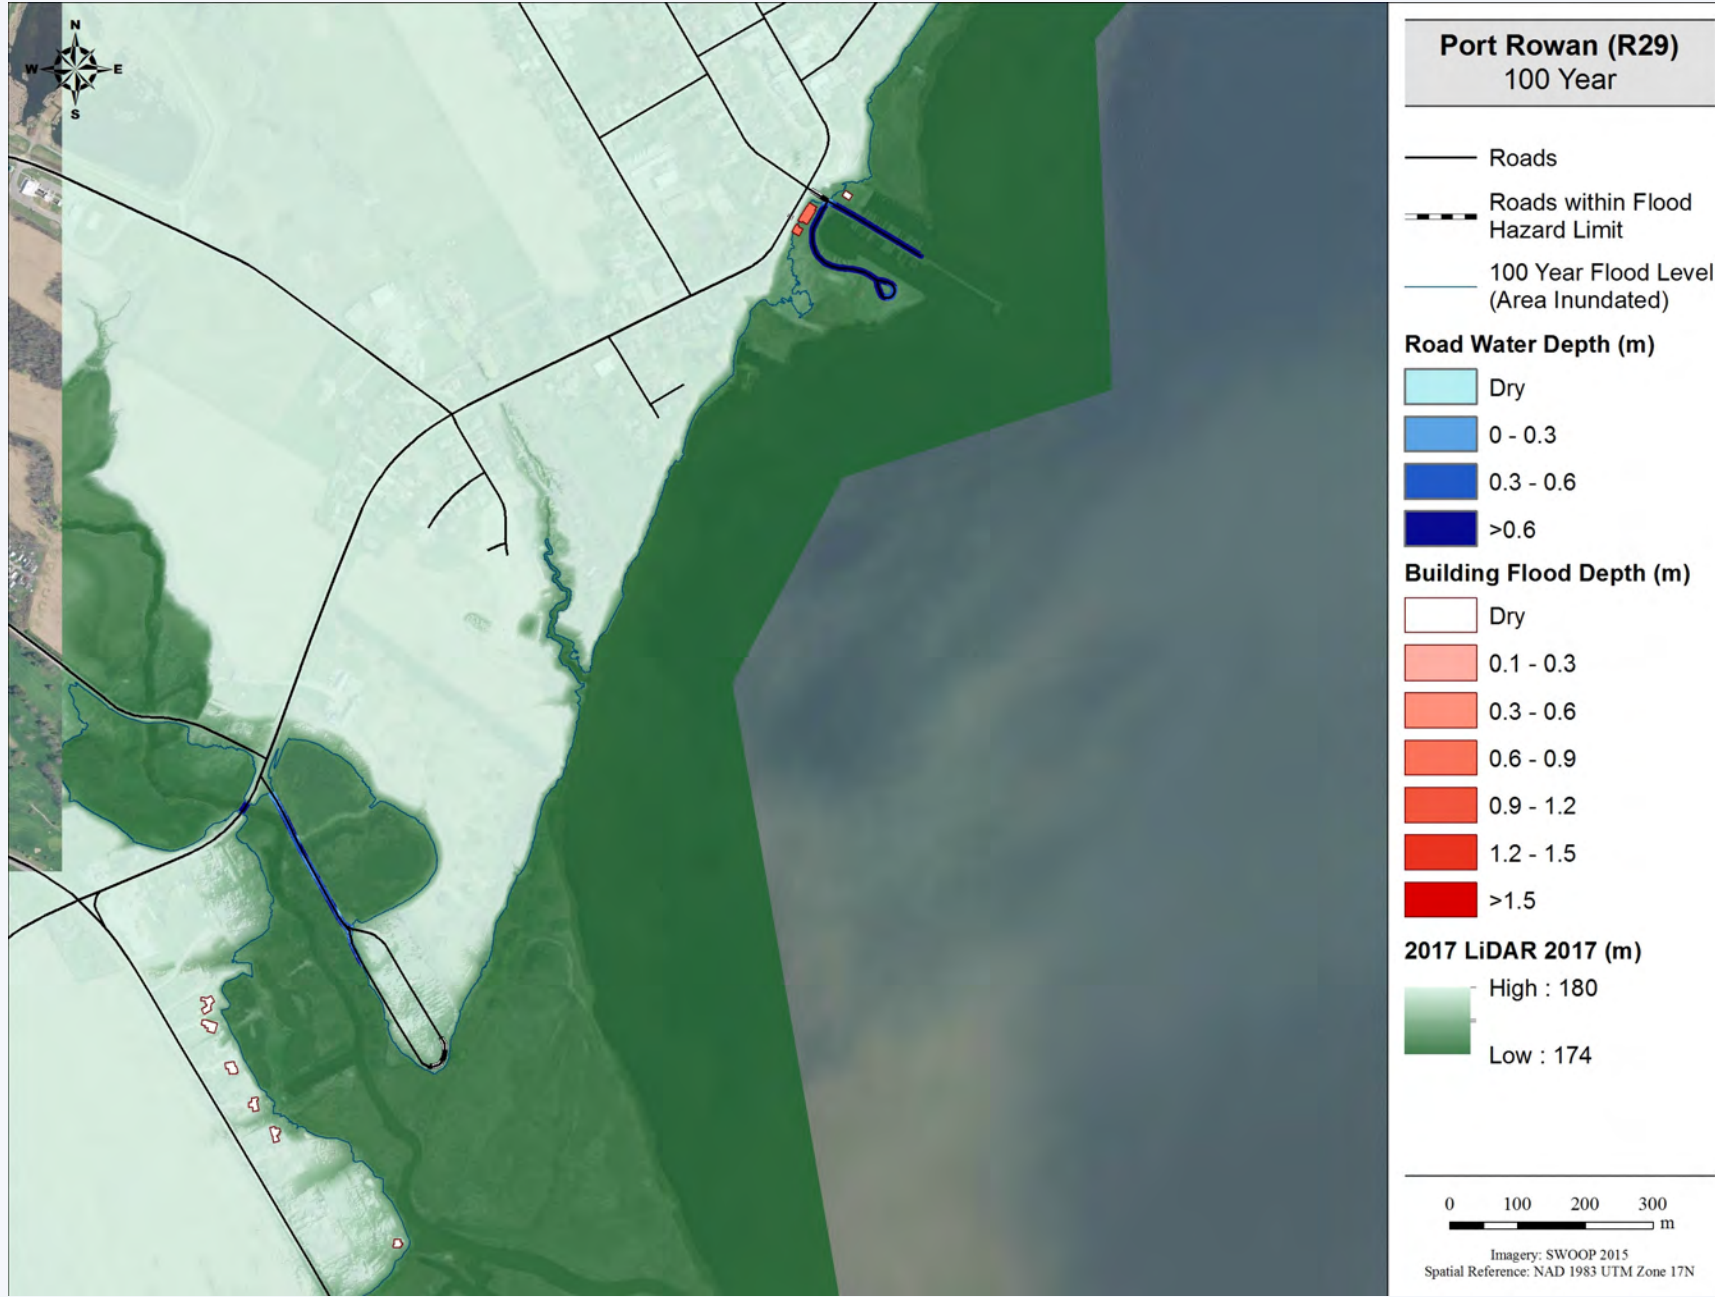 N
W E
S
Port Rowan (R29)
100 Year
Roads
Roads within Flood
Hazard Limit
100 Year Flood Level
(Area Inundated)
Road Water Depth (m)
Dry
0 - 0.3
0.3 - 0.6
>0.6
Building Flood Depth (m)
Dry
0.1 - 0.3
0.3 - 0.6
0.6 - 0.9
0.9 - 1.2
1.2 - 1.5
>1.5
2017 LiDAR 2017 (m)
High : 180
Low : 174
0 100 200 300
m
Imagery: SWOOP 2015
Spatial Reference: NAD 1983 UTM Zone 17N